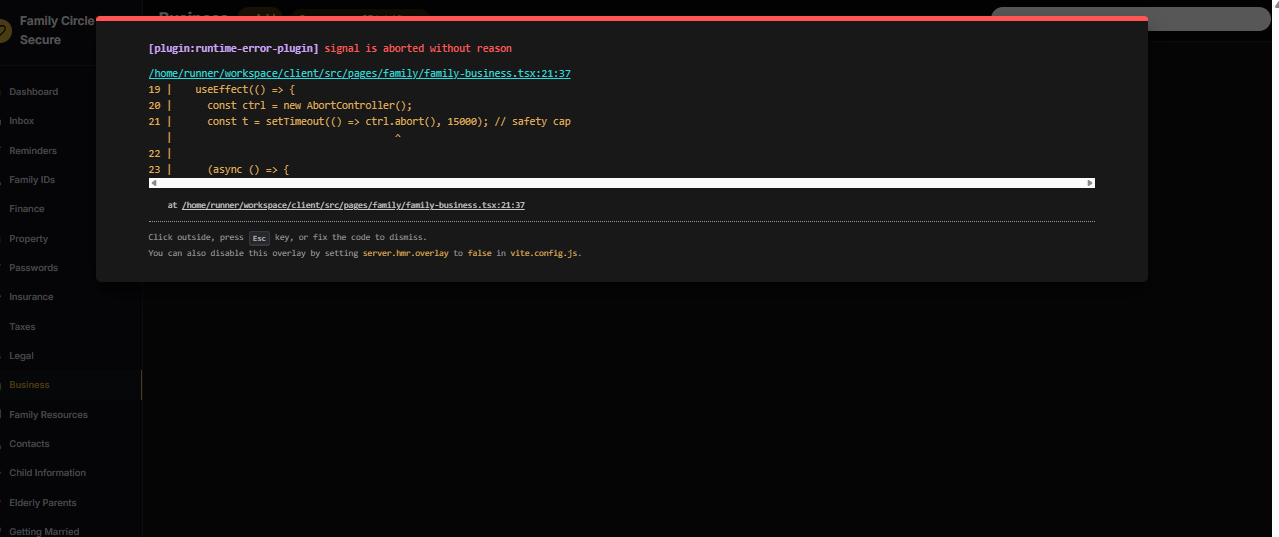 Family Circle
Secure
Business
[plugin:runtime-error-plugin] signal is aborted without reason
/home/runner/workspace/client/src/pages/family/family-business.tsx:21:37
19 |    useEffect(() => {
20 |      const ctrl = new AbortController();
21 |      const t = setTimeout(() => ctrl.abort(), 15000); // safety cap
   |                                     ^
22 |
23 |      (async () => {
at /home/runner/workspace/client/src/pages/family/family-business.tsx:21:37
Click outside, press Esc key, or fix the code to dismiss.
You can also disable this overlay by setting server.hmr.overlay to false in vite.config.js.
Dashboard
Inbox
Reminders
Family IDs
Finance
Property
Passwords
Insurance
Taxes
Legal
Business
Family Resources
Contacts
Child Information
Elderly Parents
Getting Married